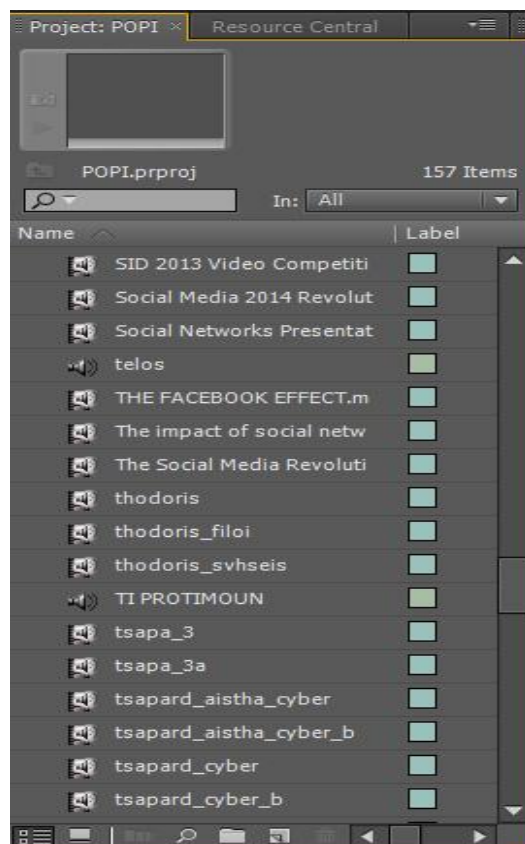 Project: POPI × Resource Central
POPI.prproj 157 Items
In: All
Name Label
SID 2013 Video Competiti
Social Media 2014 Revolut
Social Networks Presentat
telos
THE FACEBOOK EFFECT.m
The impact of social netw
The Social Media Revoluti
thodoris
thodoris_filoi
thodoris_svhseis
TI PROTIMOUN
tsapa_3
tsapa_3a
tsapard_aistha_cyber
tsapard_aistha_cyber_b
tsapard_cyber
tsapard_cyber_b